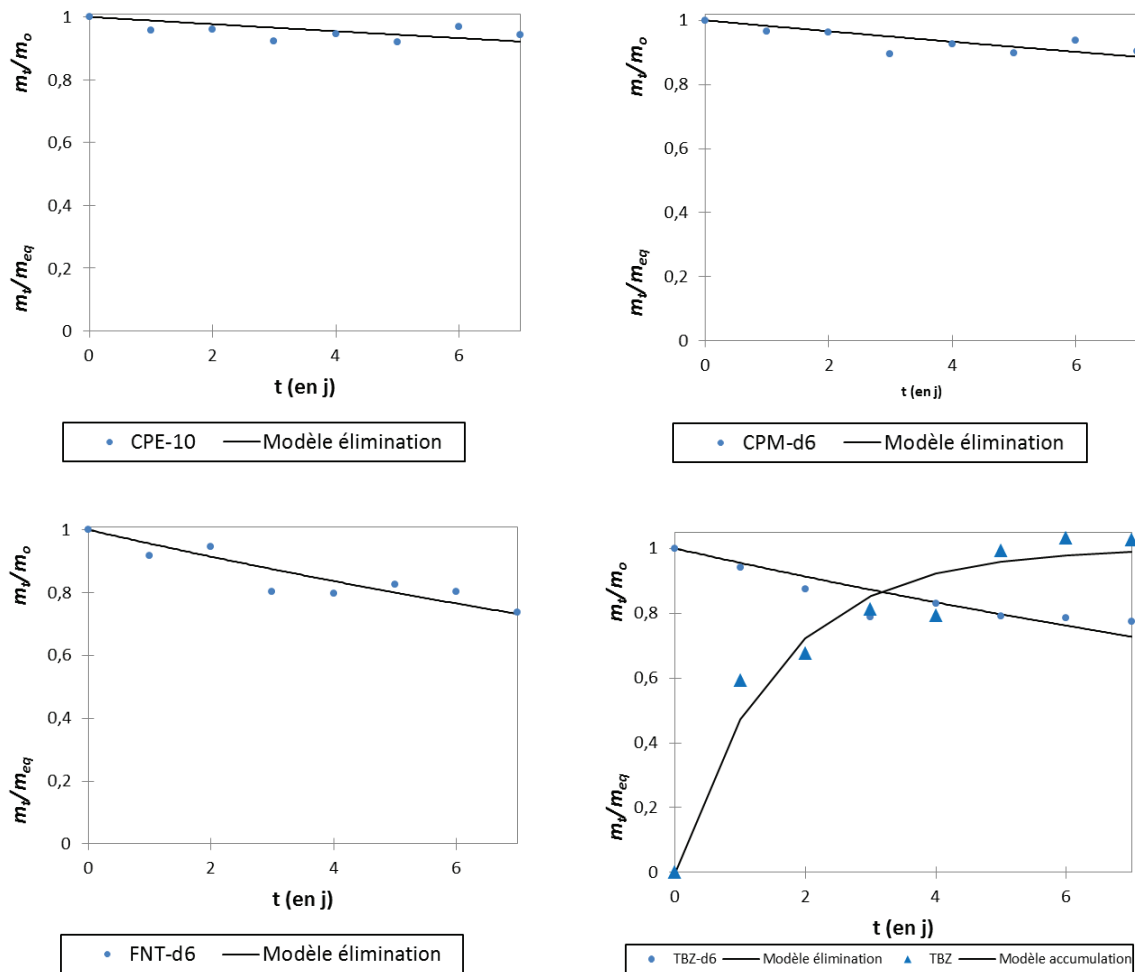 1
0,8
0,6
0,4
0,2
0
mt/mo
mt/meq
0 2 4 6
t (en j)
CPE-10 Modèle élimination
1
0,8
0,6
0,4
0,2
0
mt/mo
mt/meq
0 2 4 6
t (en j)
CPM-d6 Modèle élimination
1
0,8
0,6
0,4
0,2
0
mt/mo
mt/meq
0 2 4 6
t (en j)
FNT-d6 Modèle élimination
1
0,8
0,6
0,4
0,2
0
mt/mo
mt/meq
0 2 4 6
t (en j)
TBZ-d6 Modèle élimination TBZ Modèle accumulation